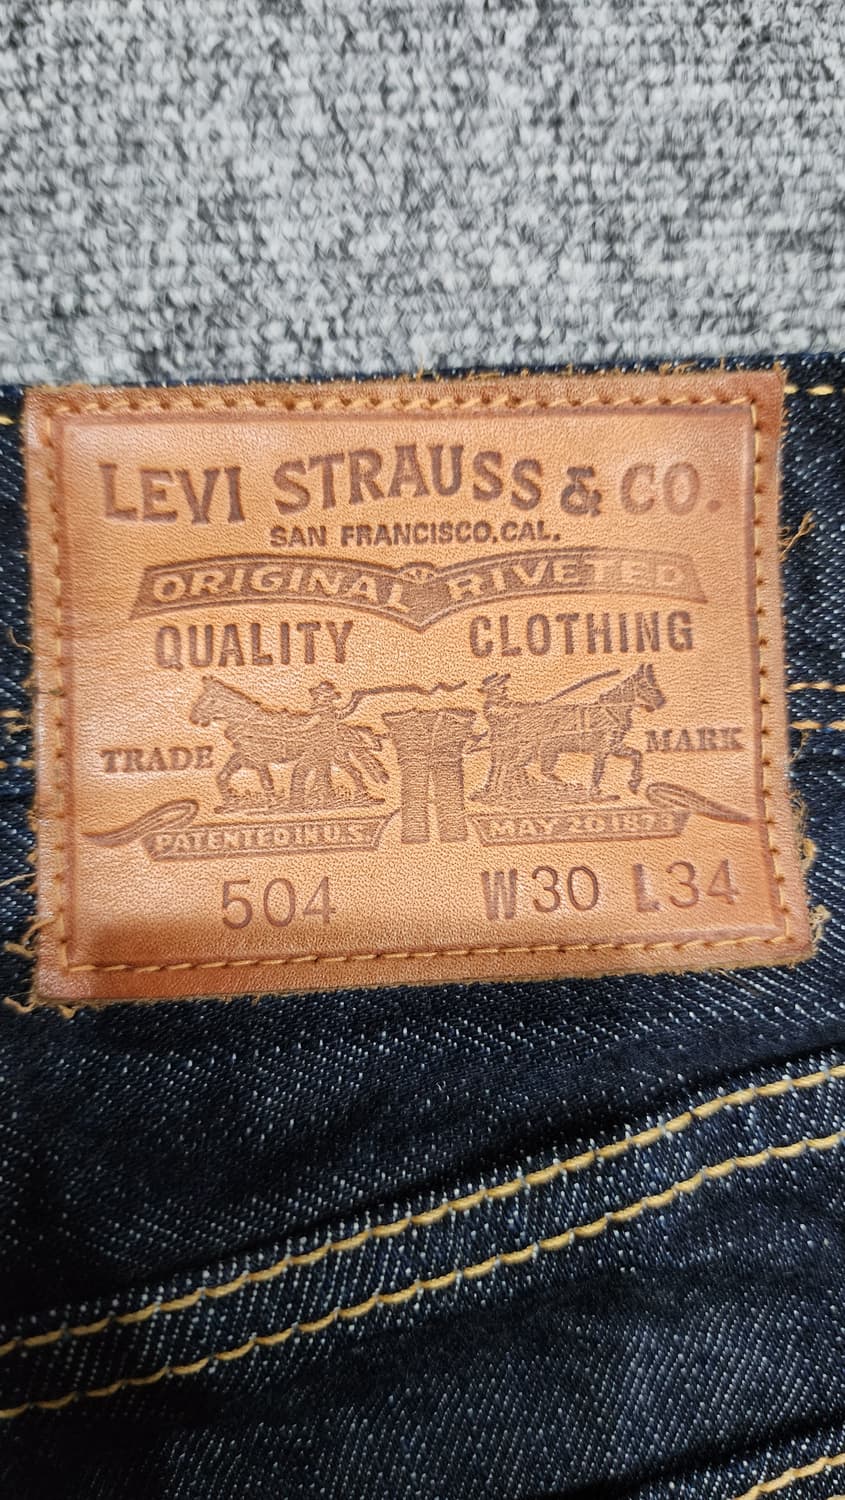 LEVI STRAUSS & CO.
SAN FRANCISCO,CAL.
ORIGINAL RIVETED
QUALITY CLOTHING
TRADE MARK
PATENTED IN U.S. MAY 20 1873
504 W30 L34